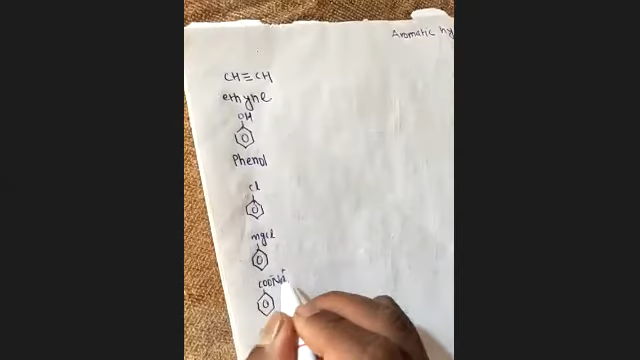 Aromatic hy
CH≡CH
ethyne
OH
Phenol
Cl
mgcl
COONa